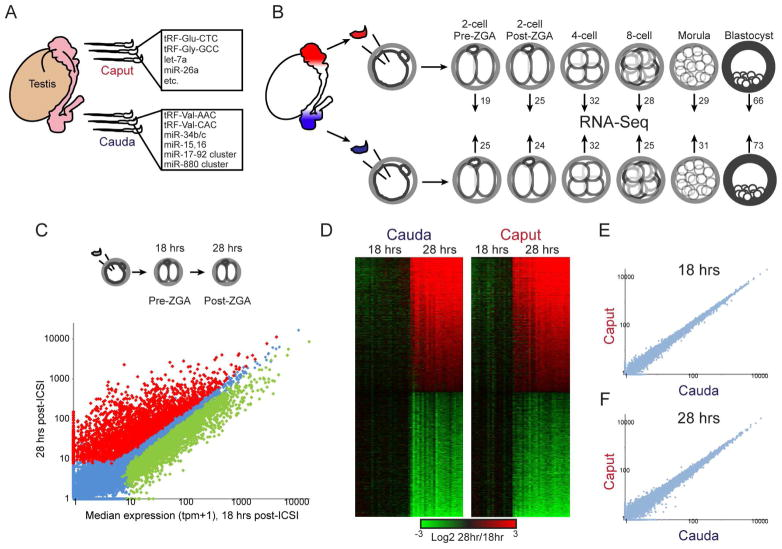 A
Testis
Caput
tRF-Glu-CTC
tRF-Gly-GCC
let-7a
miR-26a
etc.
Cauda
tRF-Val-AAC
tRF-Val-CAC
miR-34b/c
miR-15,16
miR-17-92 cluster
miR-880 cluster
B
2-cell
Pre-ZGA
2-cell
Post-ZGA
4-cell
8-cell
Morula
Blastocyst
19
25
32
28
29
66
RNA-Seq
25
24
32
25
31
73
C
18 hrs
28 hrs
Pre-ZGA
Post-ZGA
28 hrs post-ICSI
10000
1000
100
10
1
1
10
100
1000
10000
Median expression (tpm+1), 18 hrs post-ICSI
D
Cauda
Caput
18 hrs
28 hrs
18 hrs
28 hrs
-3
Log2 28hr/18hr
3
E
18 hrs
Caput
10000
100
1
100
10000
Cauda
F
28 hrs
Caput
10000
100
1
100
10000
Cauda